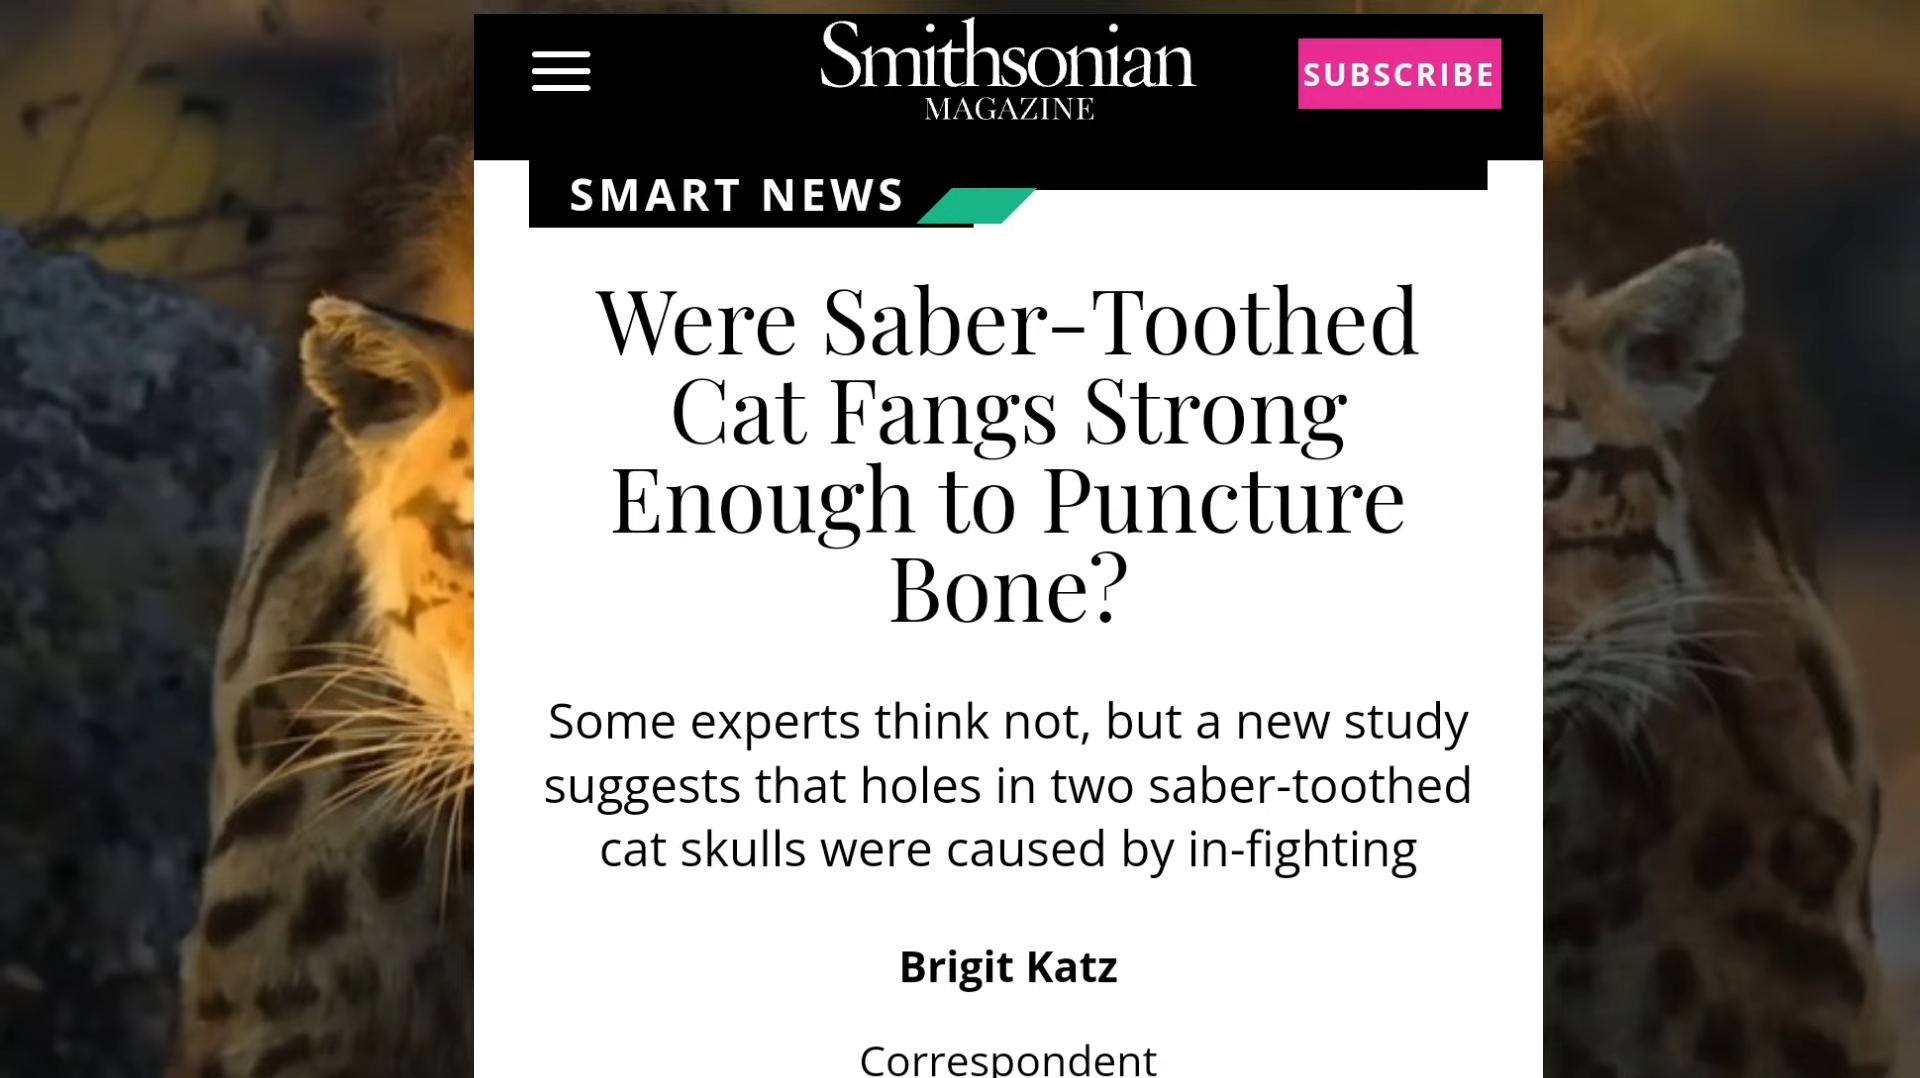 Smithsonian
MAGAZINE
SUBSCRIBE
SMART NEWS
Were Saber-Toothed
Cat Fangs Strong
Enough to Puncture
Bone?
Some experts think not, but a new study
suggests that holes in two saber-toothed
cat skulls were caused by in-fighting
Brigit Katz
Correspondent